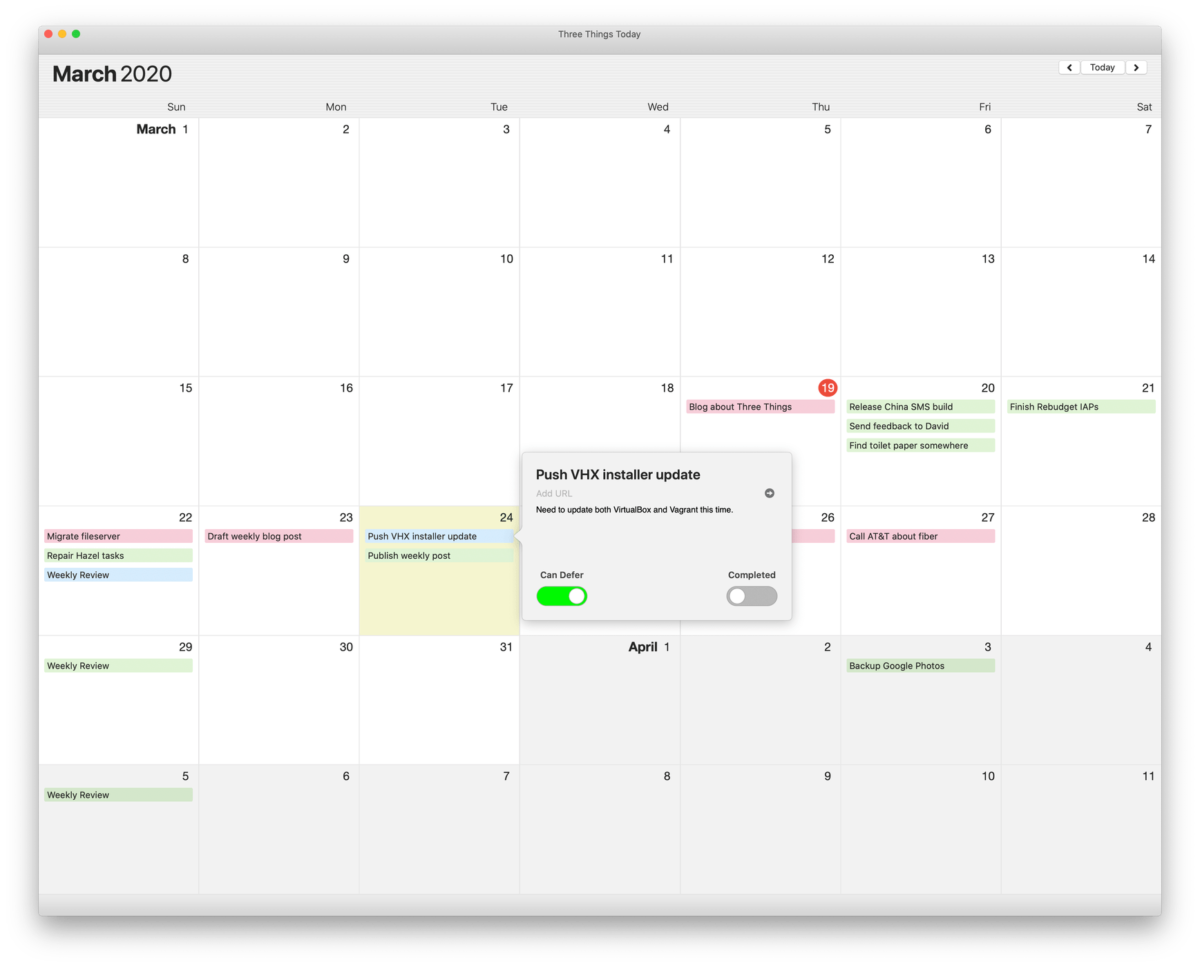 Three Things Today
March 2020
Today
Sun Mon Tue Wed Thu Fri Sat
March 1 2 3 4 5 6 7
8 9 10 11 12 13 14
15 16 17 18 19 20 21
Blog about Three Things
Release China SMS build
Send feedback to David
Find toilet paper somewhere
Finish Rebudget IAPs
22 23 24 26 27 28
Migrate fileserver
Repair Hazel tasks
Weekly Review
Draft weekly blog post
Push VHX installer update
Publish weekly post
Push VHX installer update
Add URL
Need to update both VirtualBox and Vagrant this time.
Can Defer Completed
Call AT&T about fiber
29 30 31 April 1 2 3 4
Weekly Review
Backup Google Photos
5 6 7 8 9 10 11
Weekly Review